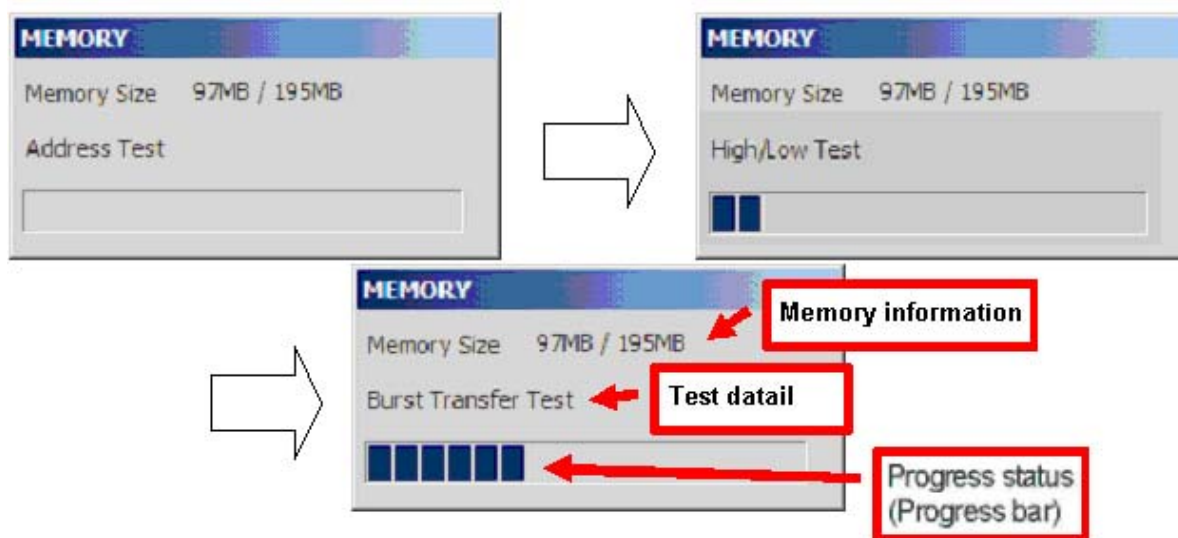 MEMORY
Memory Size 97MB / 195MB
Address Test
MEMORY
Memory Size 97MB / 195MB
High/Low Test
MEMORY
Memory Size 97MB / 195MB
Memory information
Burst Transfer Test
Test datail
Progress status
(Progress bar)